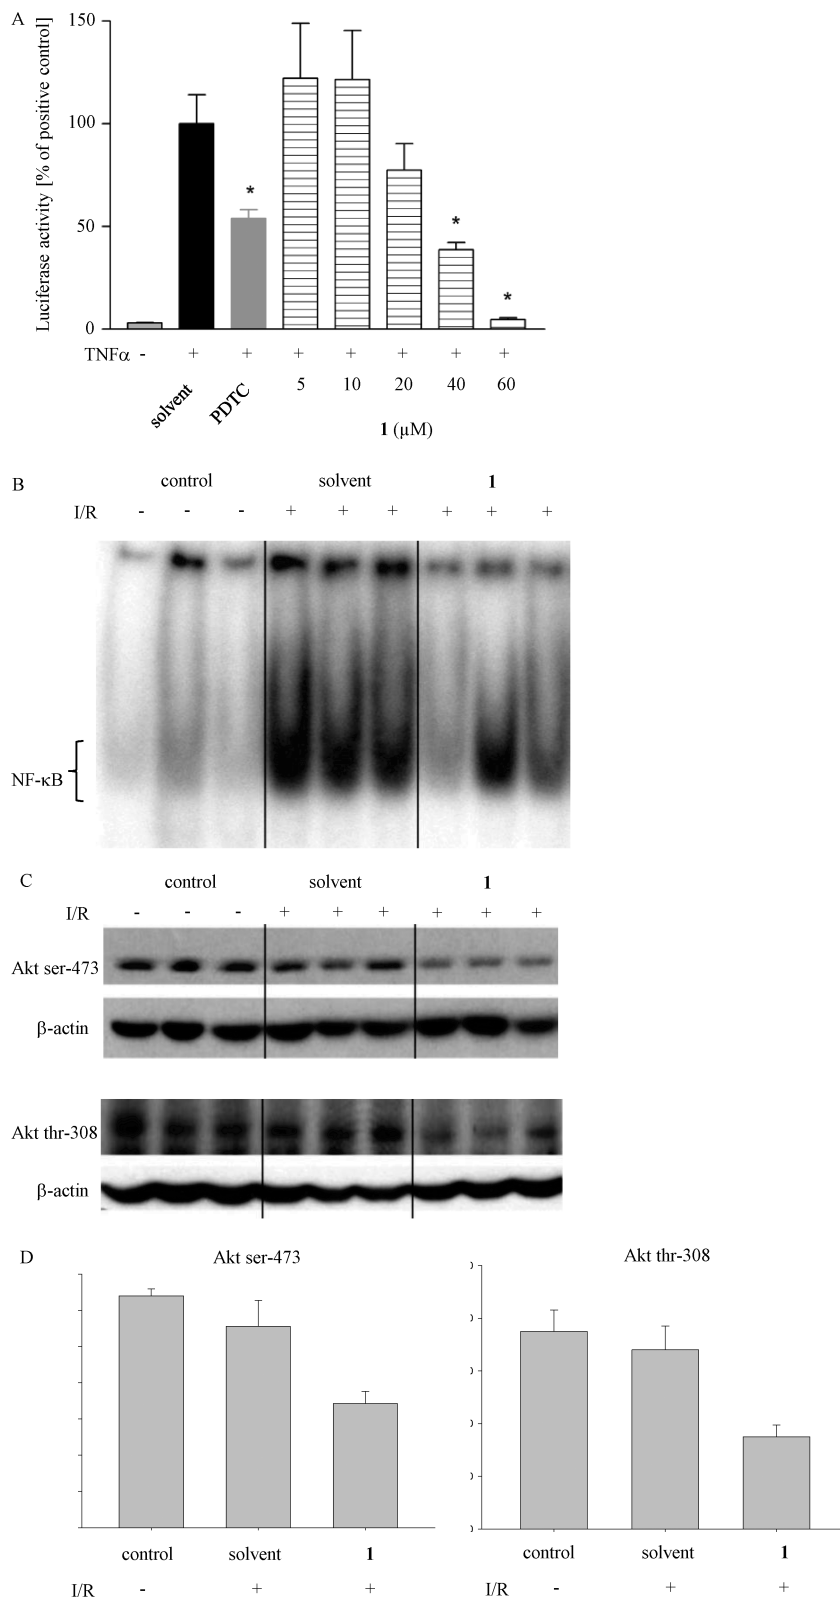 A
Luciferase activity [% of positive control]
150
100
50
0
* * *
TNFα - + + + + + + +
solvent PDTC 5 10 20 40 60
1 (µM)
B
control solvent 1
I/R - - - + + + + + +
NF-κB
C
control solvent 1
I/R - - - + + + + + +
Akt ser-473
β-actin
Akt thr-308
β-actin
D
Akt ser-473 Akt thr-308
control solvent 1 control solvent 1
I/R - + + I/R - + +